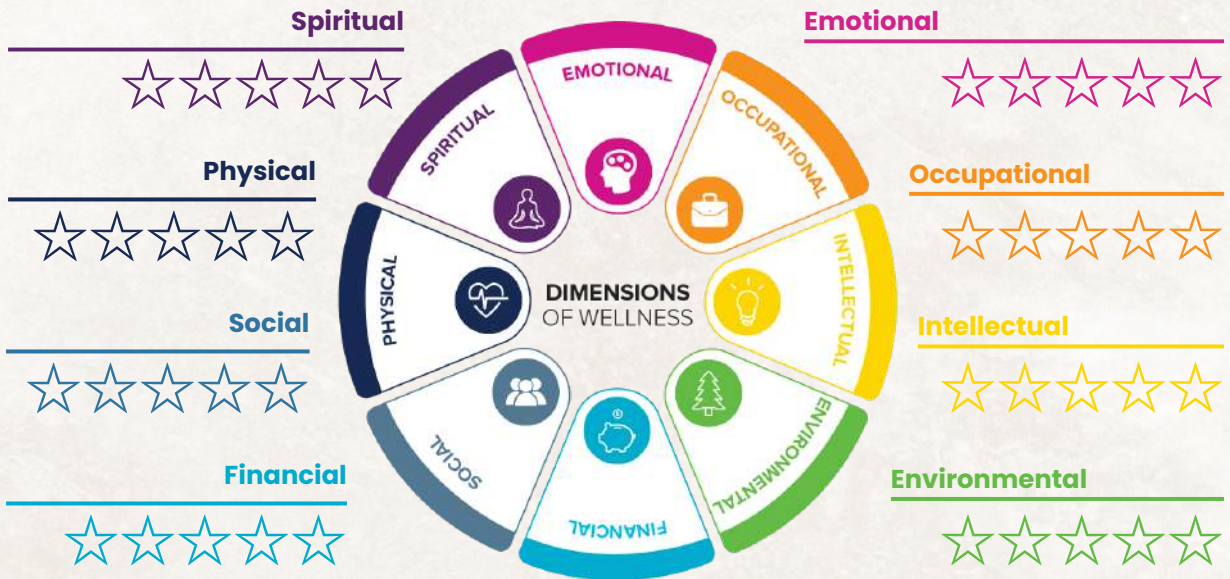 Spiritual
Physical
Social
Financial
EMOTIONAL
OCCUPATIONAL
INTELLECTUAL
ENVIRONMENTAL
FINANCIAL
SOCIAL
PHYSICAL
SPIRITUAL
DIMENSIONS
OF WELLNESS
$
Emotional
Occupational
Intellectual
Environmental